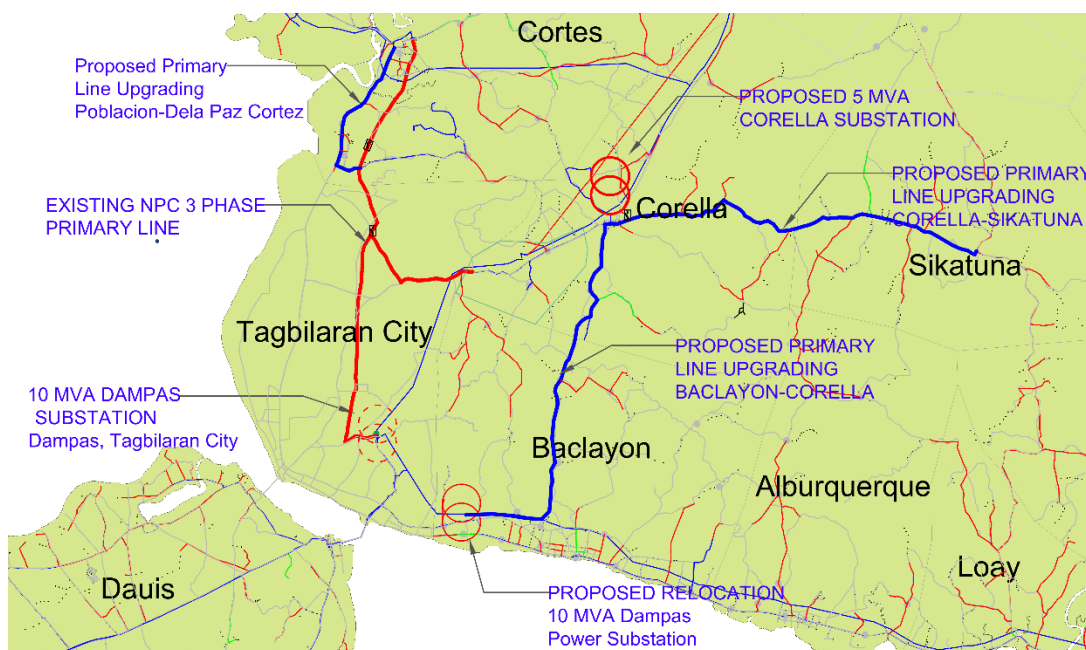 Cortes
Proposed Primary
Line Upgrading
Poblacion-Dela Paz Cortez
PROPOSED 5 MVA
CORELLA SUBSTATION
EXISTING NPC 3 PHASE
PRIMARY LINE
Corella
PROPOSED PRIMARY
LINE UPGRADING
CORELLA-SIKATUNA
Sikatuna
Tagbilaran City
PROPOSED PRIMARY
LINE UPGRADING
BACLAYON-CORELLA
10 MVA DAMPAS
SUBSTATION
Dampas, Tagbilaran City
Baclayon
Alburquerque
Loay
Dauis
PROPOSED RELOCATION
10 MVA Dampas
Power Substation